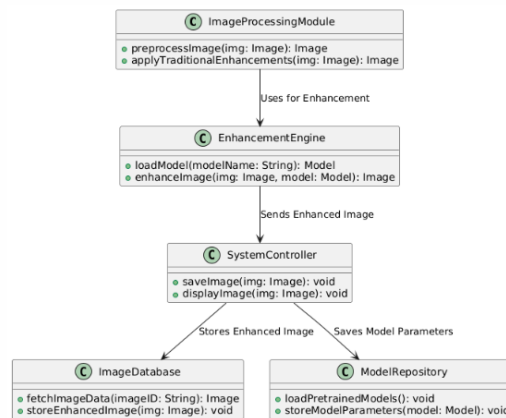 C ImageProcessingModule
preprocessImage(img: Image): Image
applyTraditionalEnhancements(img: Image): Image
Uses for Enhancement
C EnhancementEngine
loadModel(modelName: String): Model
enhanceImage(img: Image, model: Model): Image
Sends Enhanced Image
C SystemController
saveImage(img: Image): void
displayImage(img: Image): void
Stores Enhanced Image
Saves Model Parameters
C ImageDatabase
fetchImageData(imageID: String): Image
storeEnhancedImage(img: Image): void
C ModelRepository
loadPretrainedModels(): void
storeModelParameters(model: Model): void